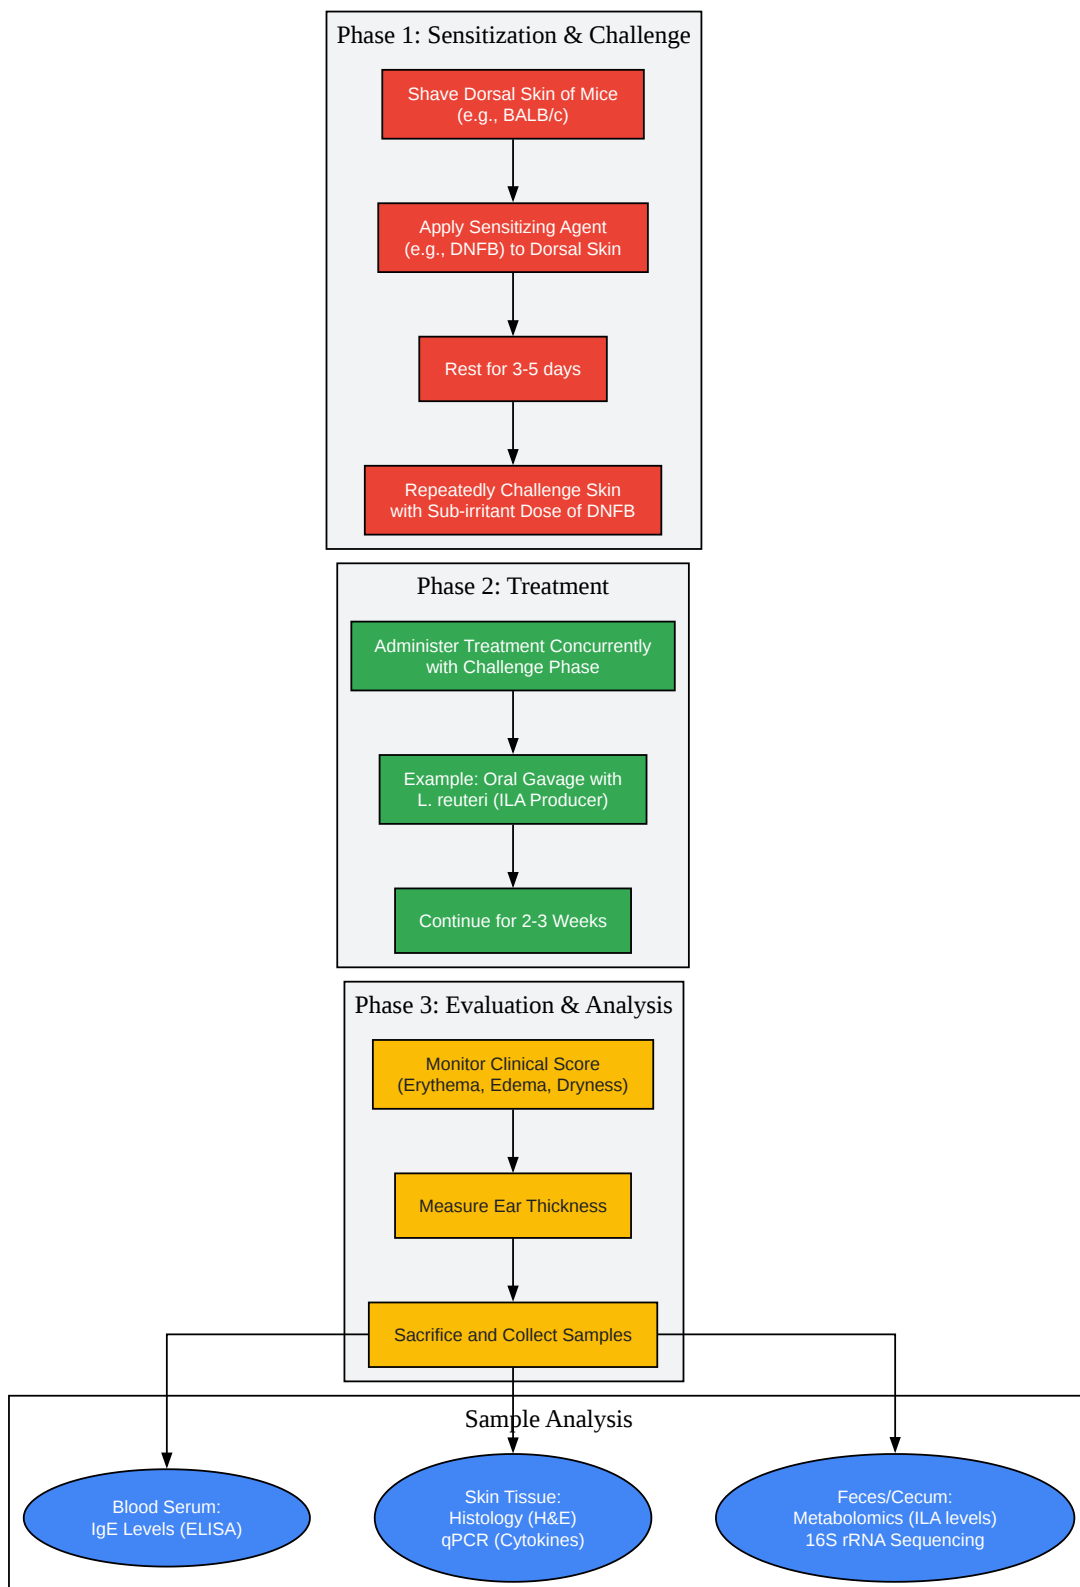 Phase 1: Sensitization & Challenge
Shave Dorsal Skin of Mice
(e.g., BALB/c)
Apply Sensitizing Agent
(e.g., DNFB) to Dorsal Skin
Rest for 3-5 days
Repeatedly Challenge Skin
with Sub-irritant Dose of DNFB
Phase 2: Treatment
Administer Treatment Concurrently
with Challenge Phase
Example: Oral Gavage with
L. reuteri (ILA Producer)
Continue for 2-3 Weeks
Phase 3: Evaluation & Analysis
Monitor Clinical Score
(Erythema, Edema, Dryness)
Measure Ear Thickness
Sacrifice and Collect Samples
Sample Analysis
Blood Serum:
IgE Levels (ELISA)
Skin Tissue:
Histology (H&E)
qPCR (Cytokines)
Feces/Cecum:
Metabolomics (ILA levels)
16S rRNA Sequencing